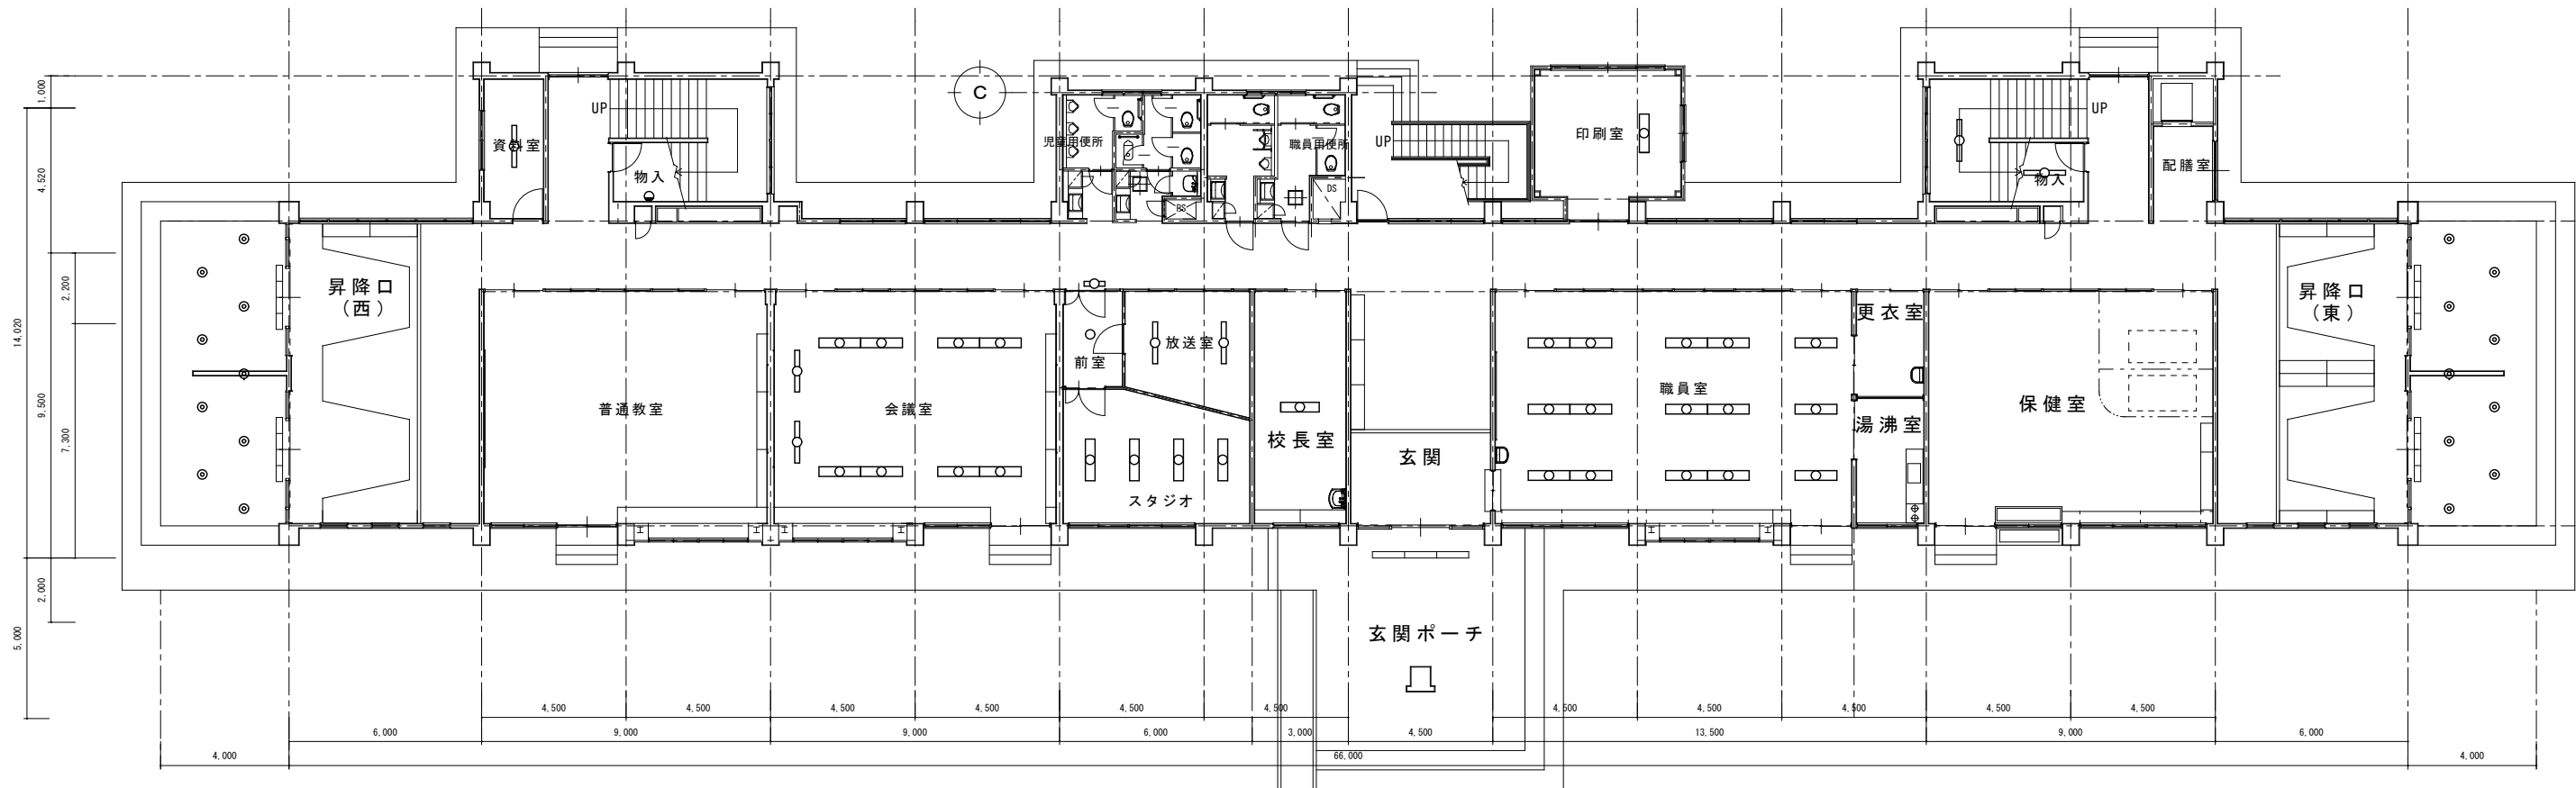 C
UP
資料室
物入
児童用便所
PS
職員用便所
DS
UP
印刷室
UP
物入
配膳室
昇降口
（西）
普通教室
会議室
前室
放送室
スタジオ
校長室
玄関
職員室
更衣室
湯沸室
保健室
昇降口
（東）
玄関ポーチ
1,000
4,520
2,200
14,020
9,500
7,300
2,000
5,000
4,500
4,500
4,500
4,500
4,500
4,500
4,500
4,500
4,500
4,500
4,500
6,000
9,000
9,000
6,000
3,000
4,500
13,500
9,000
6,000
4,000
66,000
4,000